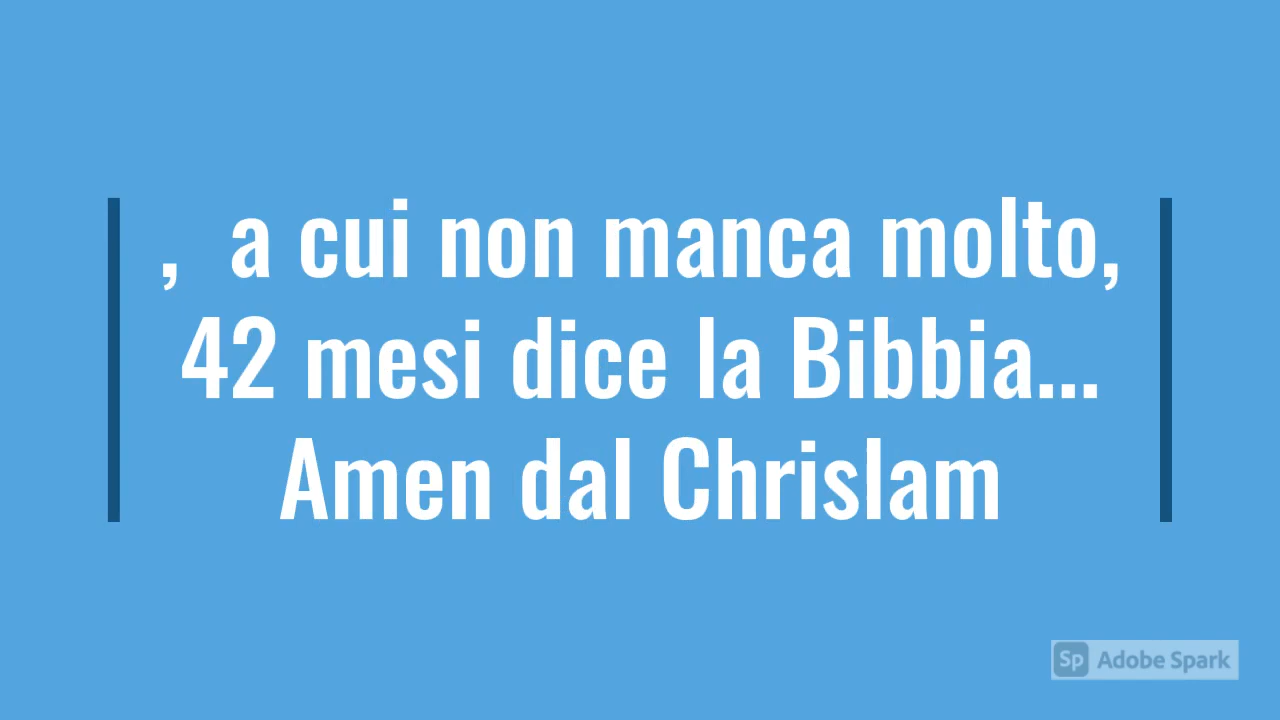 , a cui non manca molto,
42 mesi dice la Bibbia...
Amen dal Chrislam
Sp Adobe Spark